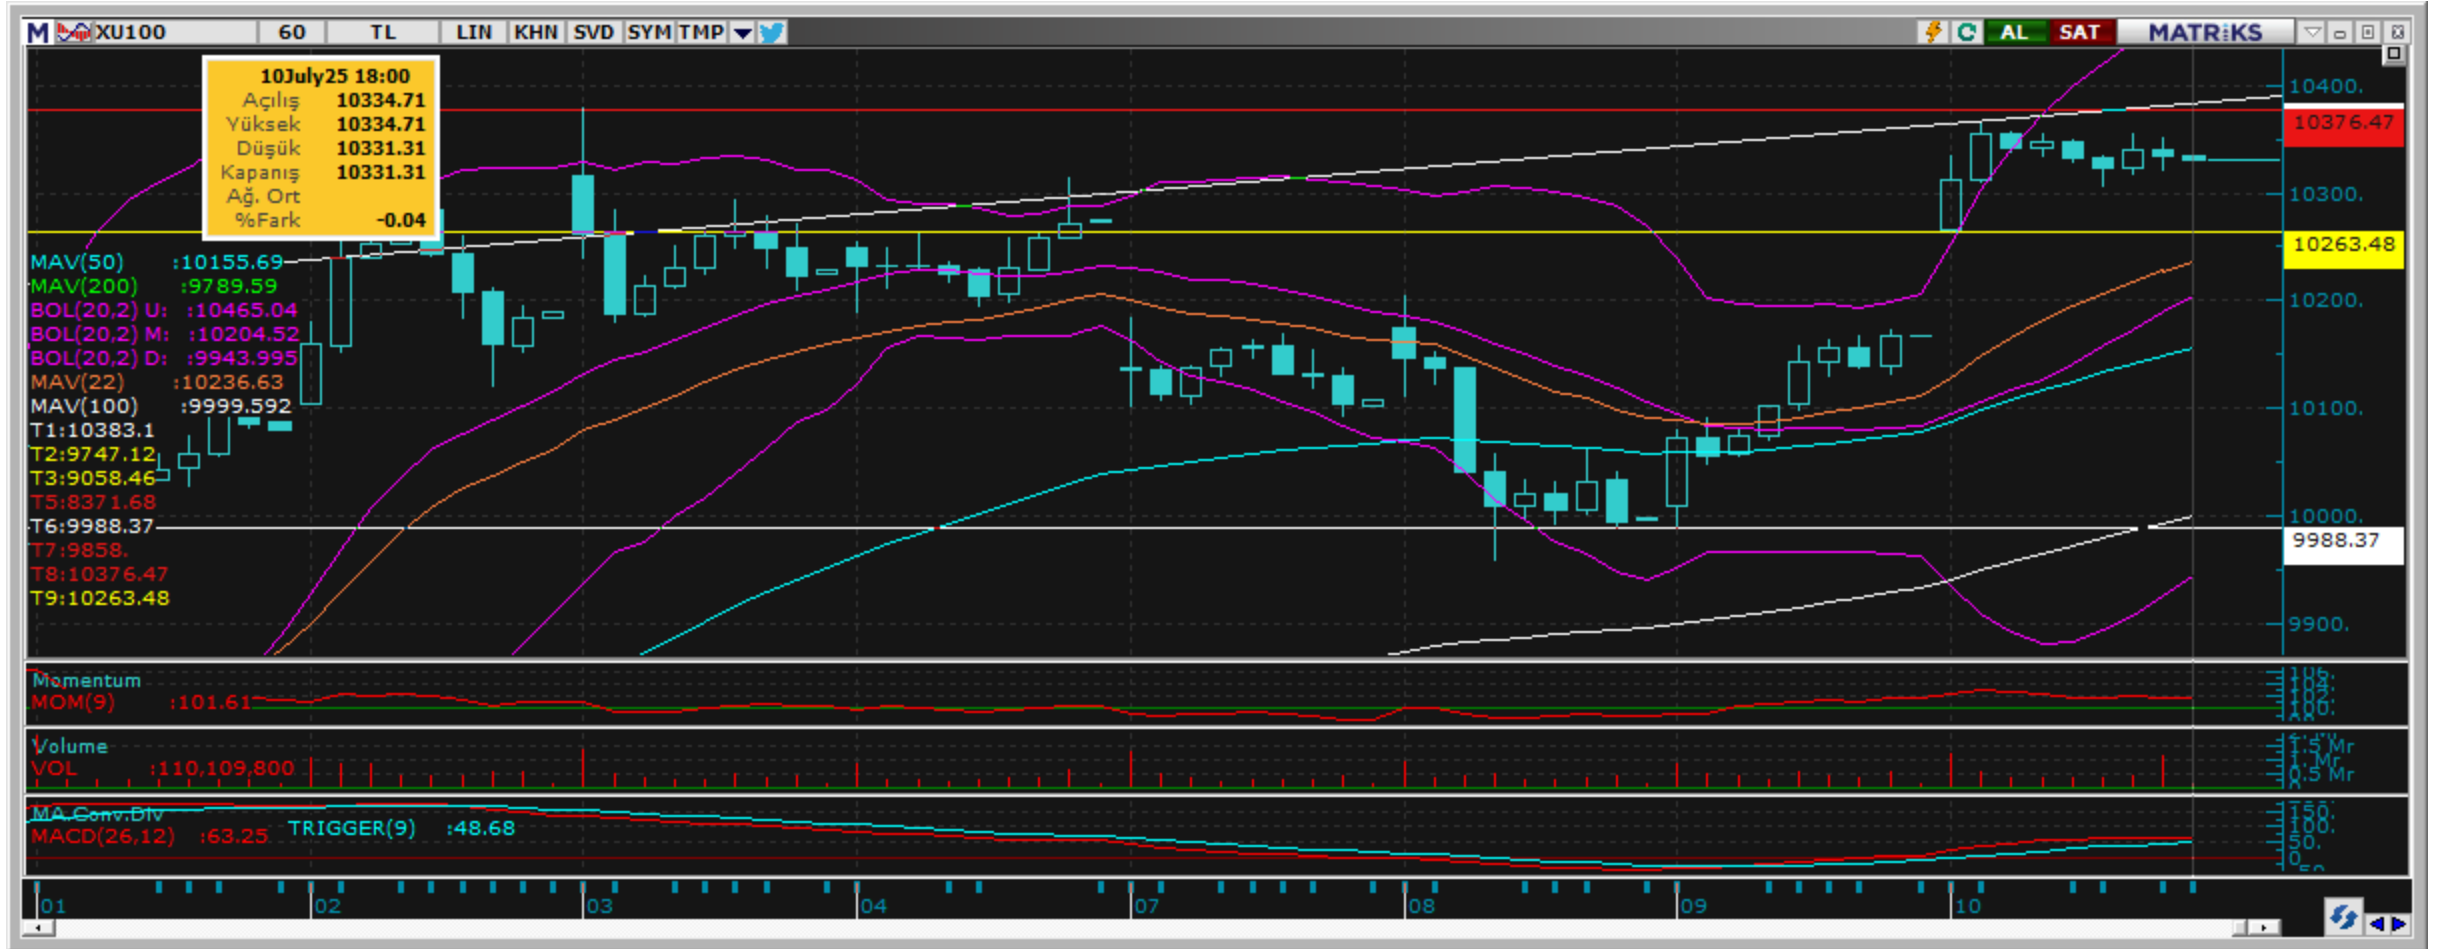 M XU100 60 TL LIN KHN SVD SYM TMP AL SAT MATRiKS
10July25 18:00
Açılış 10334.71
Yüksek 10334.71
Düşük 10331.31
Kapanış 10331.31
Ağ. Ort
%Fark -0.04
MAV(50) :10155.69
MAV(200) :9789.59
BOL(20,2) U: :10465.04
BOL(20,2) M: :10204.52
BOL(20,2) D: :9943.995
MAV(22) :10236.63
MAV(100) :9999.592
T1:10383.1
T2:9747.12
T3:9058.46
T5:8371.68
T6:9988.37
T7:9858.
T8:10376.47
T9:10263.48
10400.
10376.47
10300.
10263.48
10200.
10100.
10000.
9988.37
9900.
Momentum
MOM(9) :101.61
104.
102.
100.
Volume
VOL :110,109,800
1.5 Mr
1. Mr
0.5 Mr
0.
MA.Conv.Div
MACD(26,12) :63.25 TRIGGER(9) :48.68
150.
100.
50.
0.
01 02 03 04 07 08 09 10